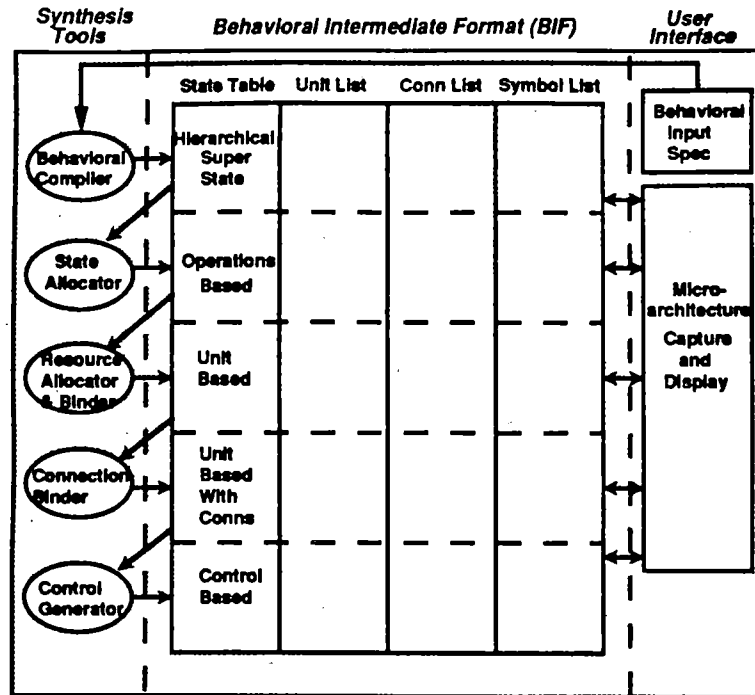 Synthesis
Tools
Behavioral Intermediate Format (BIF)
User
Interface
State Table
Unit List
Conn List
Symbol List
Behavioral
Compiler
Hierarchical
Super
State
Behavioral
Input
Spec
State
Allocator
Operations
Based
Micro-
architecture
Capture
and
Display
Resource
Allocator
& Binder
Unit
Based
Connection
Binder
Unit
Based
With
Conns
Control
Generator
Control
Based